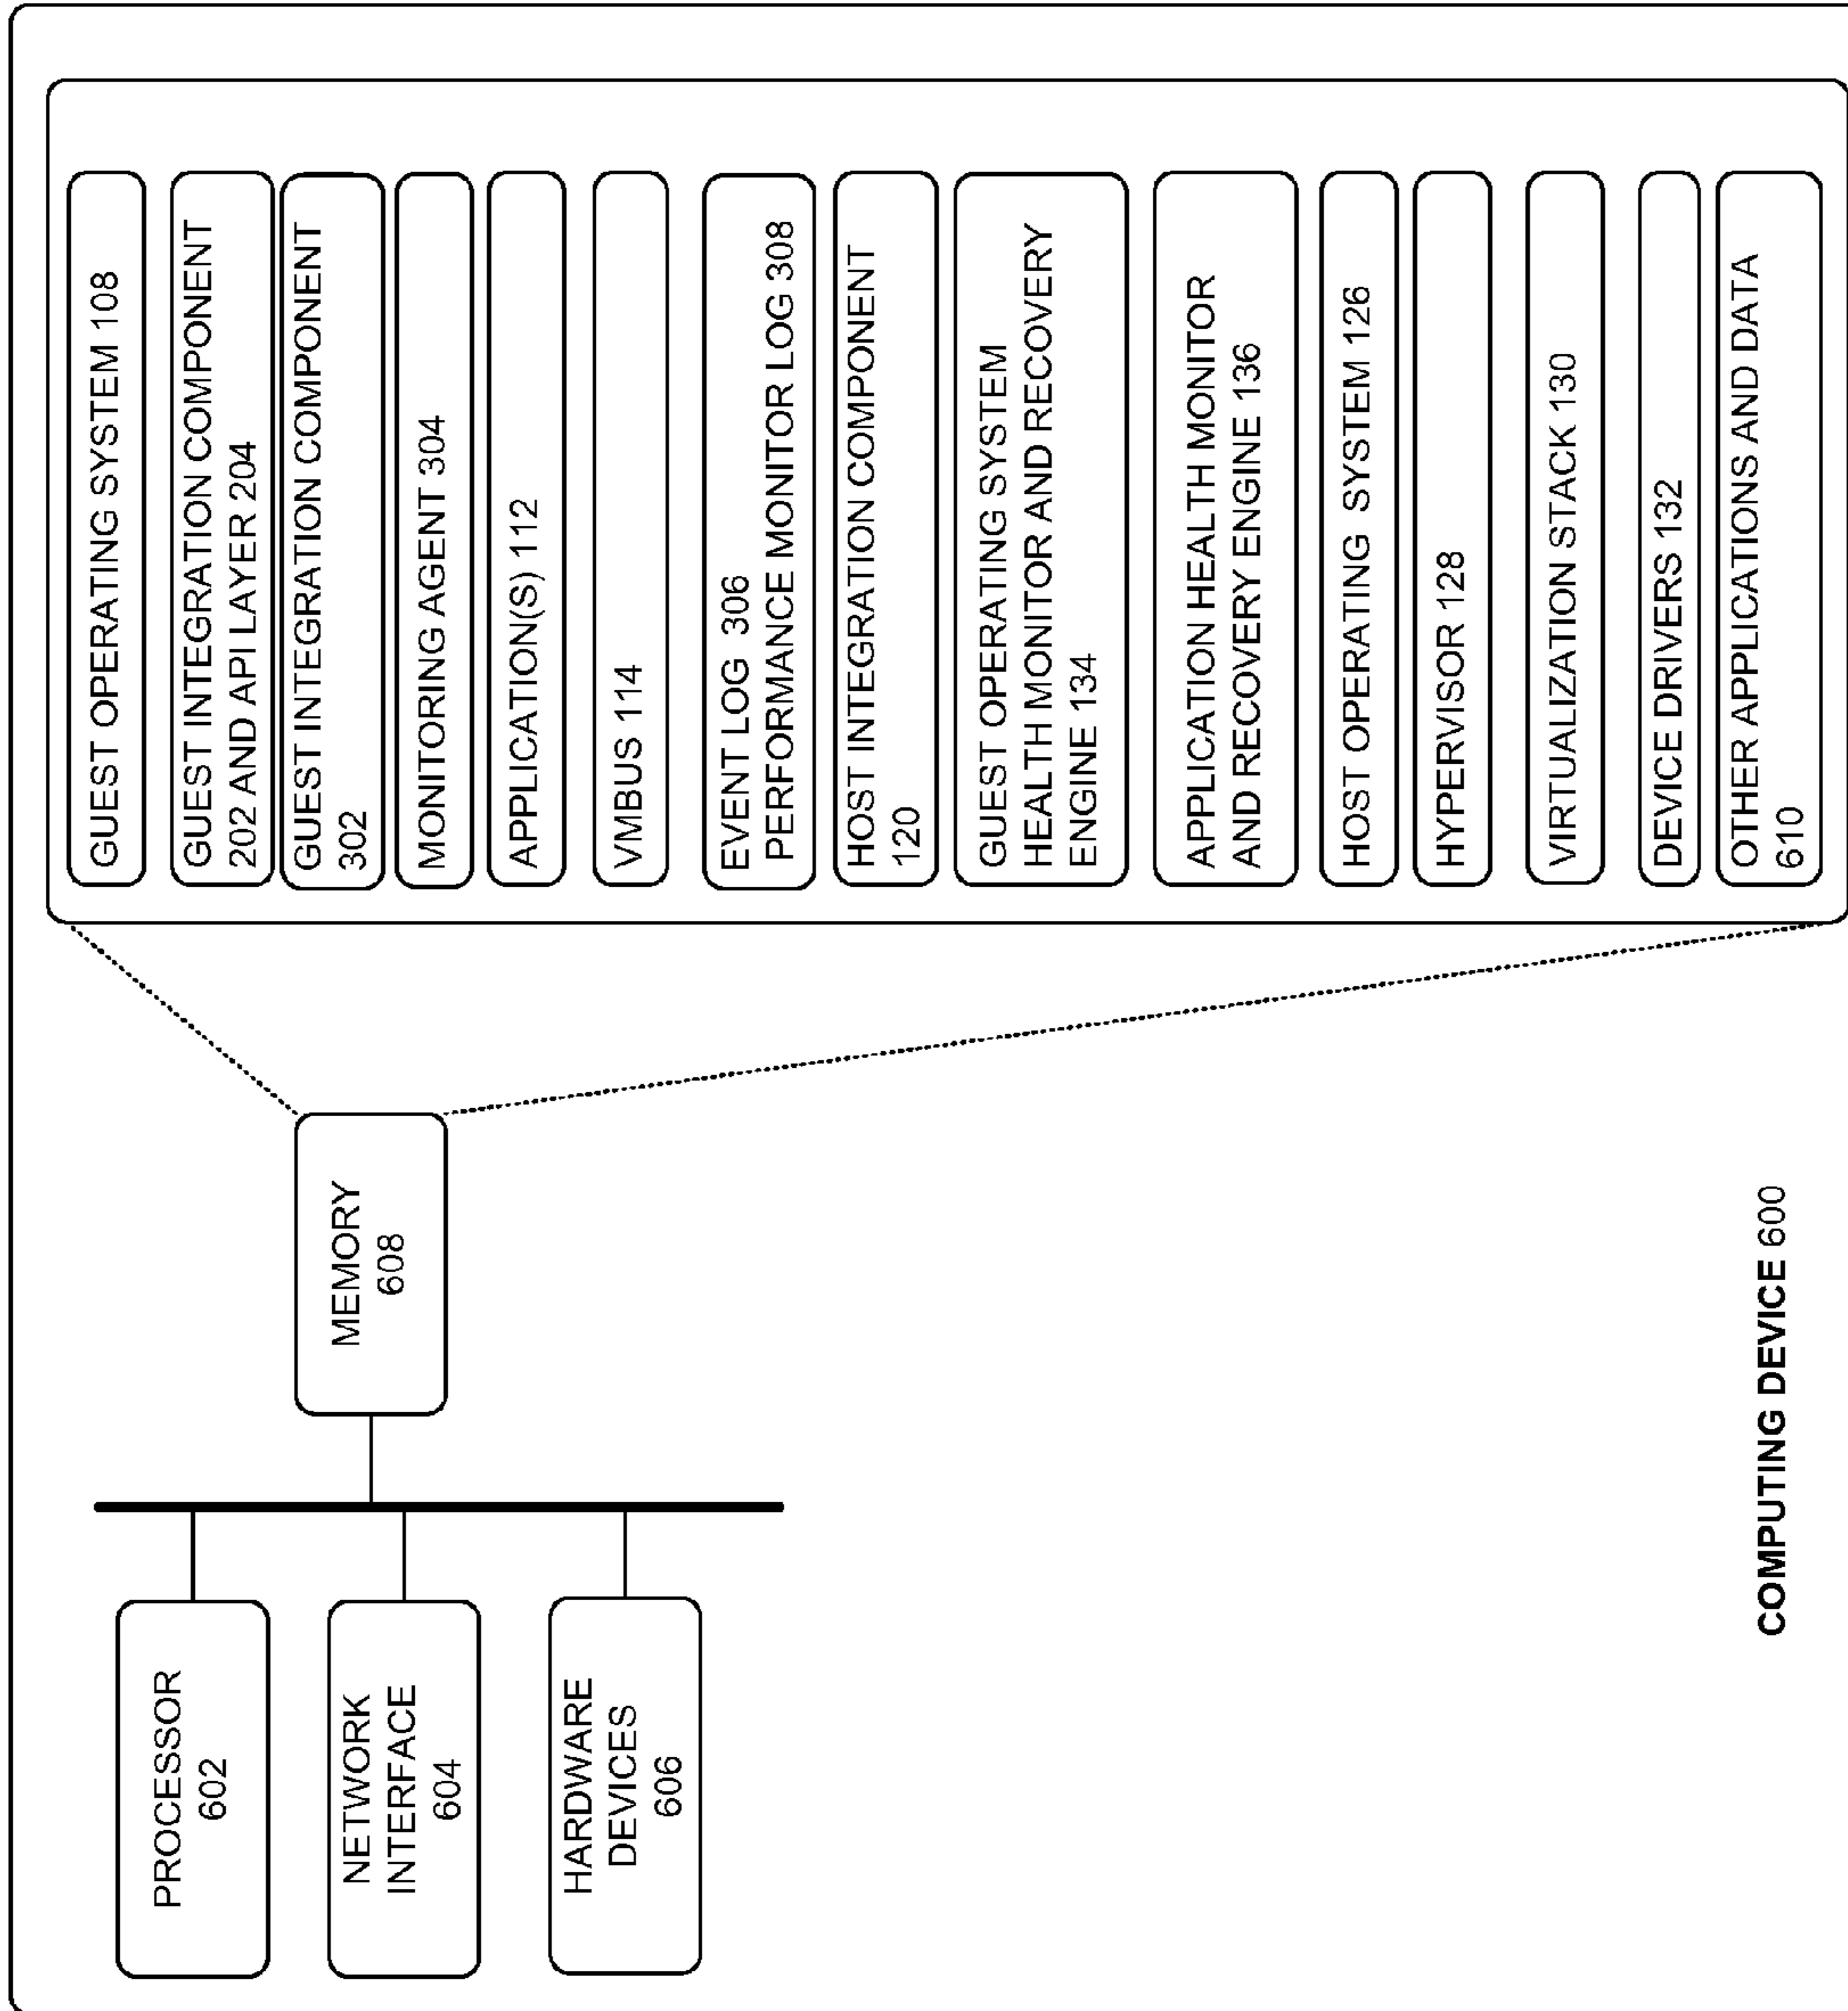 PROCESSOR
602
NETWORK
INTERFACE
604
HARDWARE
DEVICES
606
MEMORY
608
GUEST OPERATING SYSTEM 108
GUEST INTEGRATION COMPONENT
202 AND API LAYER 204
GUEST INTEGRATION COMPONENT
302
MONITORING AGENT 304
APPLICATION(S) 112
VMBUS 114
EVENT LOG 306
PERFORMANCE MONITOR LOG 308
HOST INTEGRATION COMPONENT
120
GUEST OPERATING SYSTEM
HEALTH MONITOR AND RECOVERY
ENGINE 134
APPLICATION HEALTH MONITOR
AND RECOVERY ENGINE 136
HOST OPERATING SYSTEM 126
HYPERVISOR 128
VIRTUALIZATION STACK 130
DEVICE DRIVERS 132
OTHER APPLICATIONS AND DATA
610
COMPUTING DEVICE 600